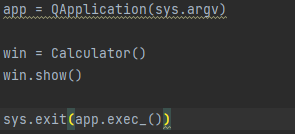 app = QApplication(sys.argv)
win = Calculator()
win.show()
sys.exit(app.exec_())